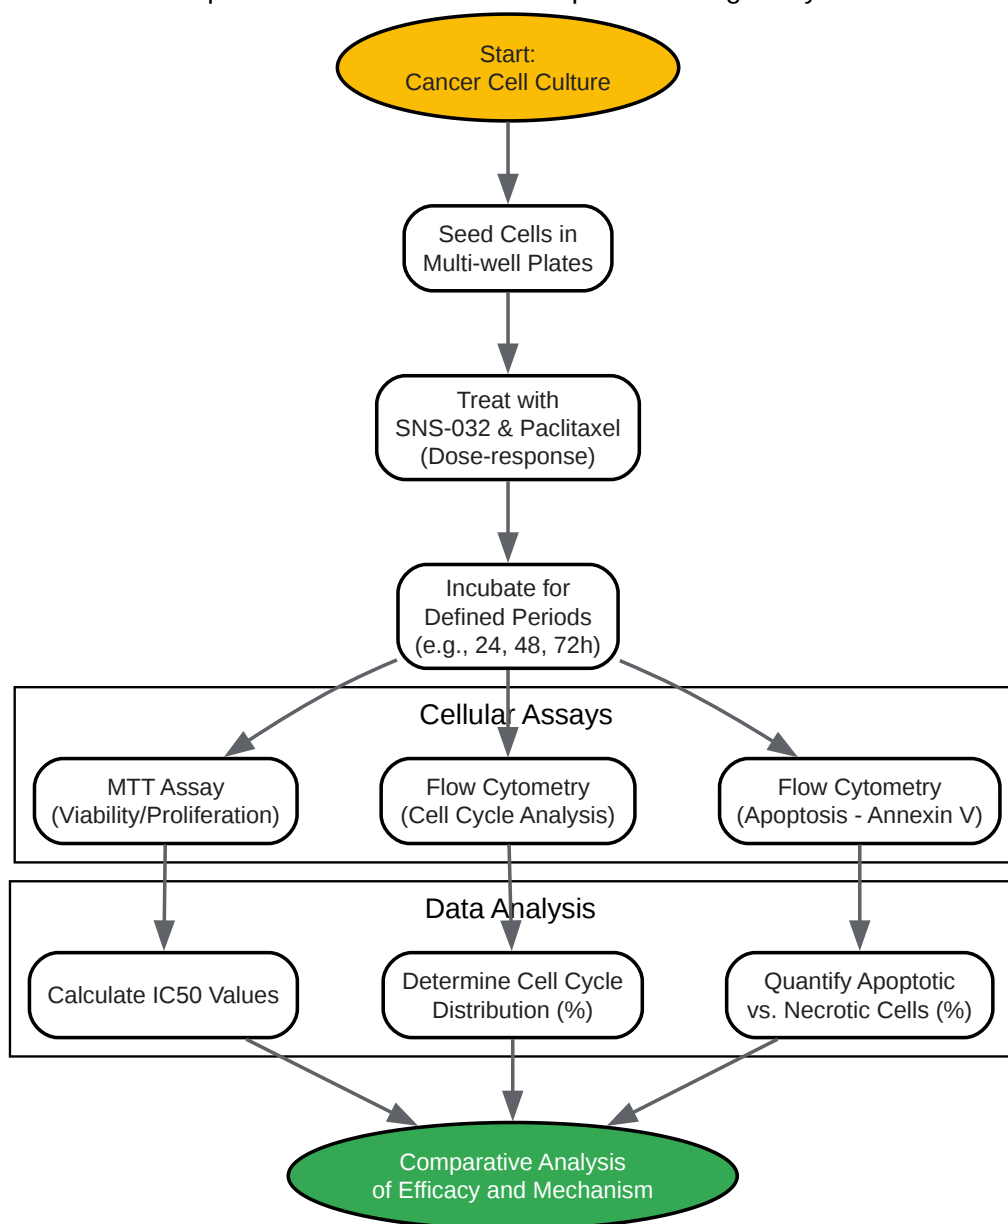 Start:
Cancer Cell Culture
Seed Cells in
Multi-well Plates
Treat with
SNS-032 & Paclitaxel
(Dose-response)
Incubate for
Defined Periods
(e.g., 24, 48, 72h)
Cellular Assays
MTT Assay
(Viability/Proliferation)
Flow Cytometry
(Cell Cycle Analysis)
Flow Cytometry
(Apoptosis - Annexin V)
Data Analysis
Calculate IC50 Values
Determine Cell Cycle
Distribution (%)
Quantify Apoptotic
vs. Necrotic Cells (%)
Comparative Analysis
of Efficacy and Mechanism